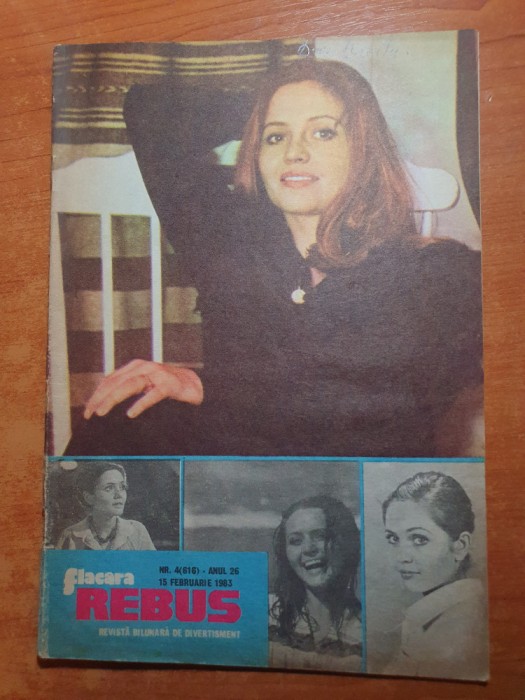 NR. 4(616) - ANUL 26
15 FEBRUARIE 1983
flacara
REBUS
REVISTĂ BILUNARĂ DE DIVERTISMENT